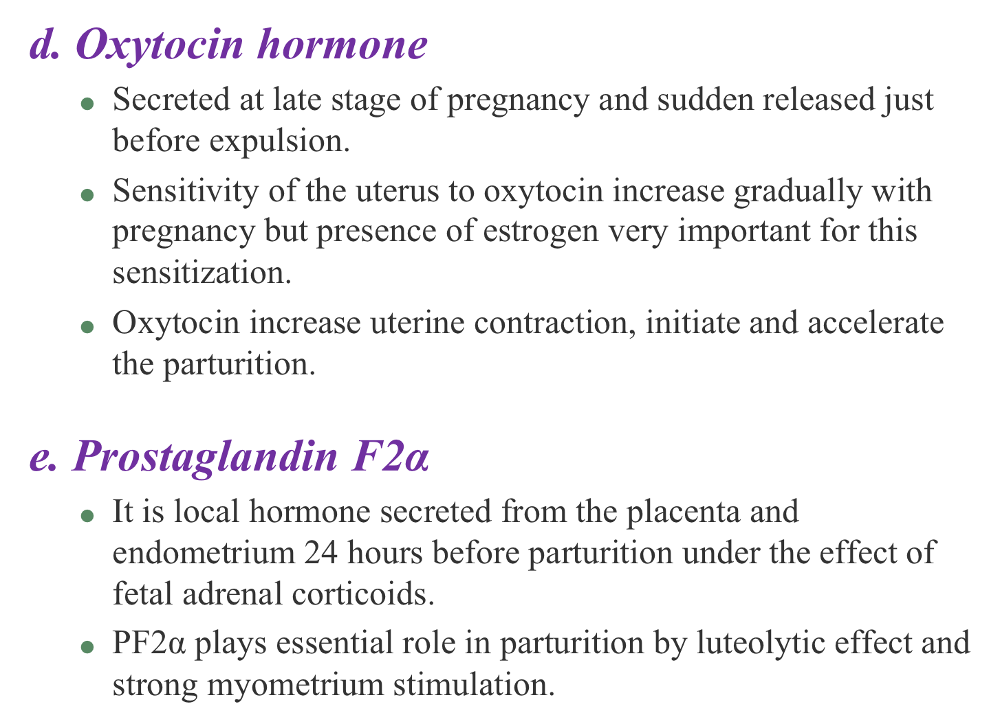 d. Oxytocin hormone
• Secreted at late stage of pregnancy and sudden released just
before expulsion.
• Sensitivity of the uterus to oxytocin increase gradually with
pregnancy but presence of estrogen very important for this
sensitization.
• Oxytocin increase uterine contraction, initiate and accelerate
the parturition.
e. Prostaglandin F2α
• It is local hormone secreted from the placenta and
endometrium 24 hours before parturition under the effect of
fetal adrenal corticoids.
• PF2α plays essential role in parturition by luteolytic effect and
strong myometrium stimulation.